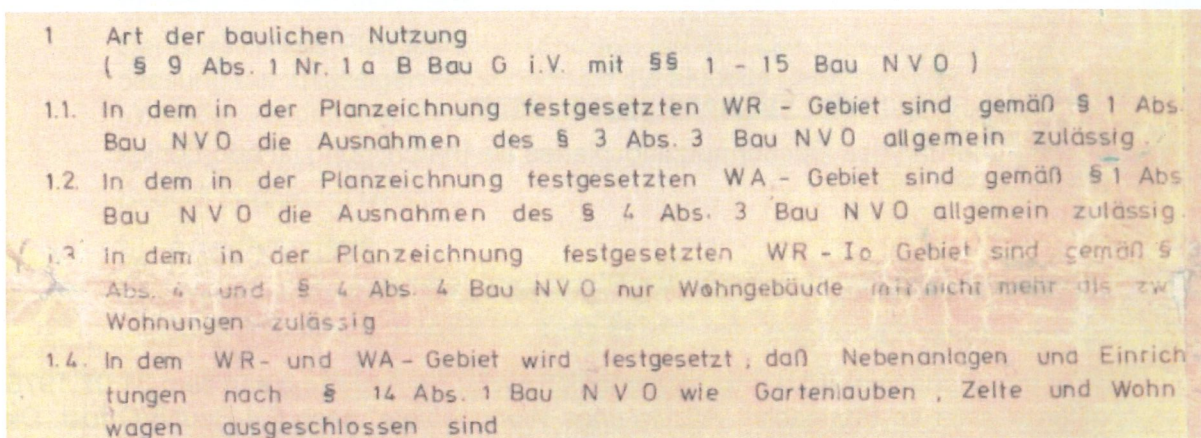 1 Art der baulichen Nutzung
( § 9 Abs. 1 Nr. 1a B Bau G i.V. mit §§ 1 - 15 Bau N V O )
1.1. In dem in der Planzeichnung festgesetzten WR - Gebiet sind gemäß § 1 Abs.
Bau N V O die Ausnahmen des § 3 Abs. 3 Bau N V O allgemein zulässig.
1.2. In dem in der Planzeichnung festgesetzten WA - Gebiet sind gemäß § 1 Abs
Bau N V O die Ausnahmen des § 4 Abs. 3 Bau N V O allgemein zulässig.
1.3 In dem in der Planzeichnung festgesetzten WR - Io Gebiet sind gemäß §
Abs. 4 und § 4 Abs. 4 Bau N V O nur Wohngebäude mit nicht mehr als zw
Wohnungen zulässig
1.4. In dem WR- und WA - Gebiet wird festgesetzt, daß Nebenanlagen und Einrich
tungen nach § 14 Abs. 1 Bau N V O wie Gartenlauben, Zelte und Wohn
wagen ausgeschlossen sind